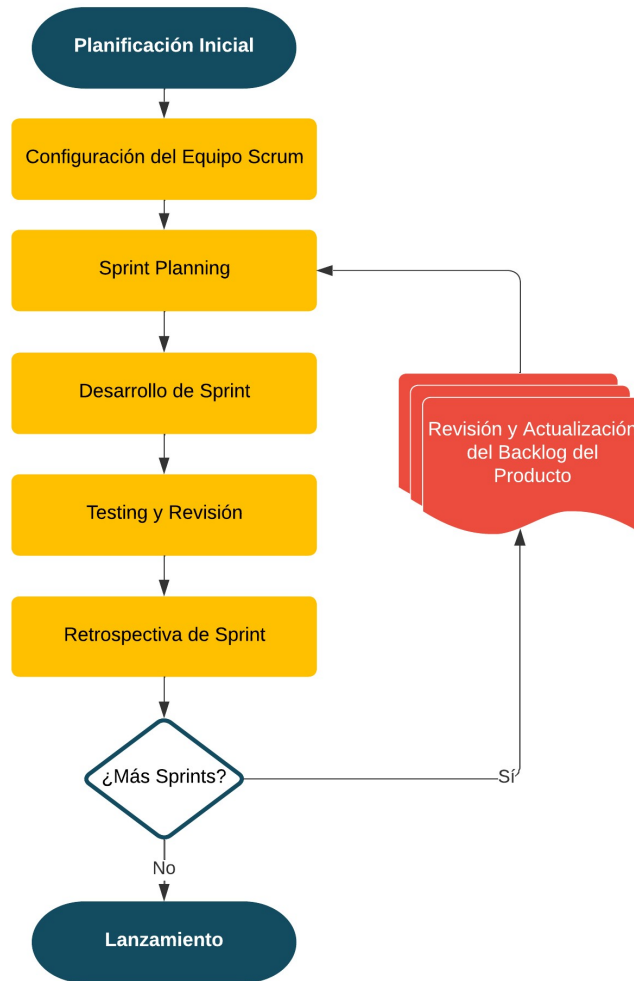 Planificación Inicial
Configuración del Equipo Scrum
Sprint Planning
Desarrollo de Sprint
Revisión y Actualización
del Backlog del
Producto
Testing y Revisión
Retrospectiva de Sprint
¿Más Sprints?
Sí
No
Lanzamiento